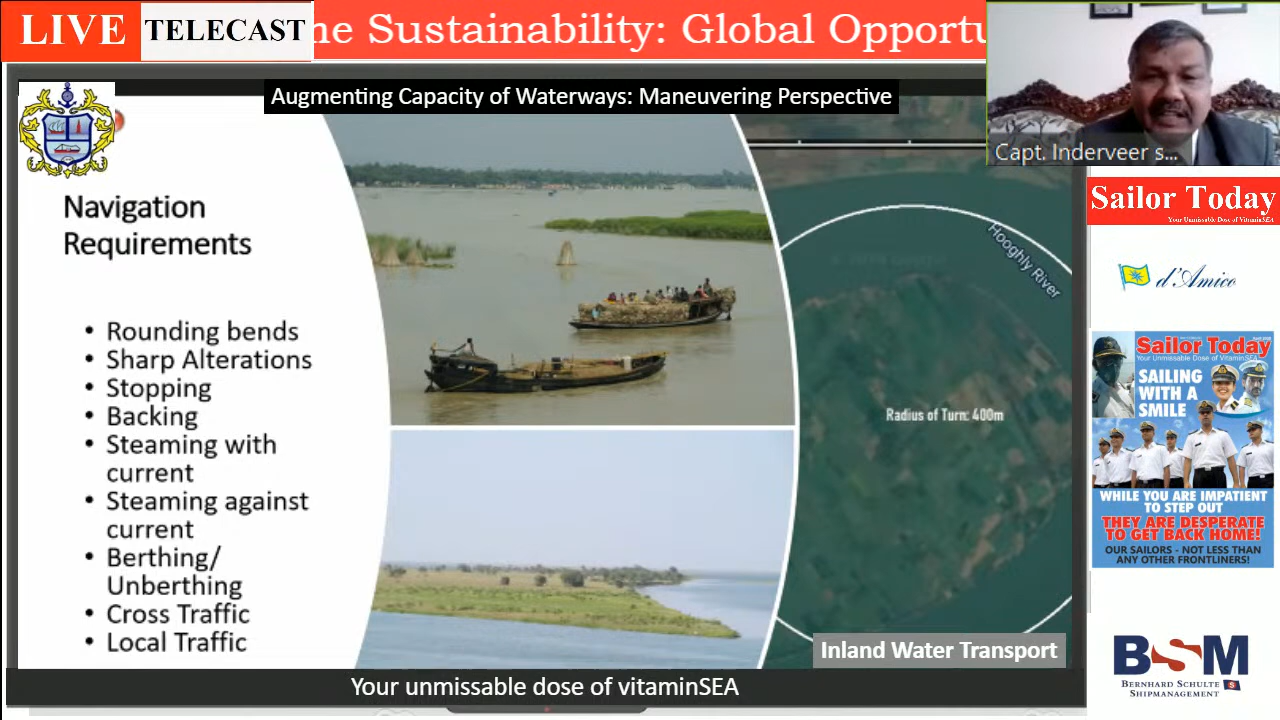 LIVE
TELECAST
ne Sustainability: Global Opportu
Augmenting Capacity of Waterways: Maneuvering Perspective
Capt. Inderveer s...
Navigation
Requirements
• Rounding bends
• Sharp Alterations
• Stopping
• Backing
• Steaming with
current
• Steaming against
current
• Berthing/
Unberthing
• Cross Traffic
• Local Traffic
Hooghly River
Radius of Turn: 400m
Inland Water Transport
Your unmissable dose of vitaminSEA
Sailor Today
Your Unmissable Dose of VitaminSEA
d'Amico
Sailor Today
Your Unmissable Dose of VitaminSEA
SAILING
WITH A
SMILE
WHILE YOU ARE IMPATIENT
TO STEP OUT
THEY ARE DESPERATE
TO GET BACK HOME!
OUR SAILORS - NOT LESS THAN
ANY OTHER FRONTLINERS!
BSM
BERNHARD SCHULTE
SHIPMANAGEMENT